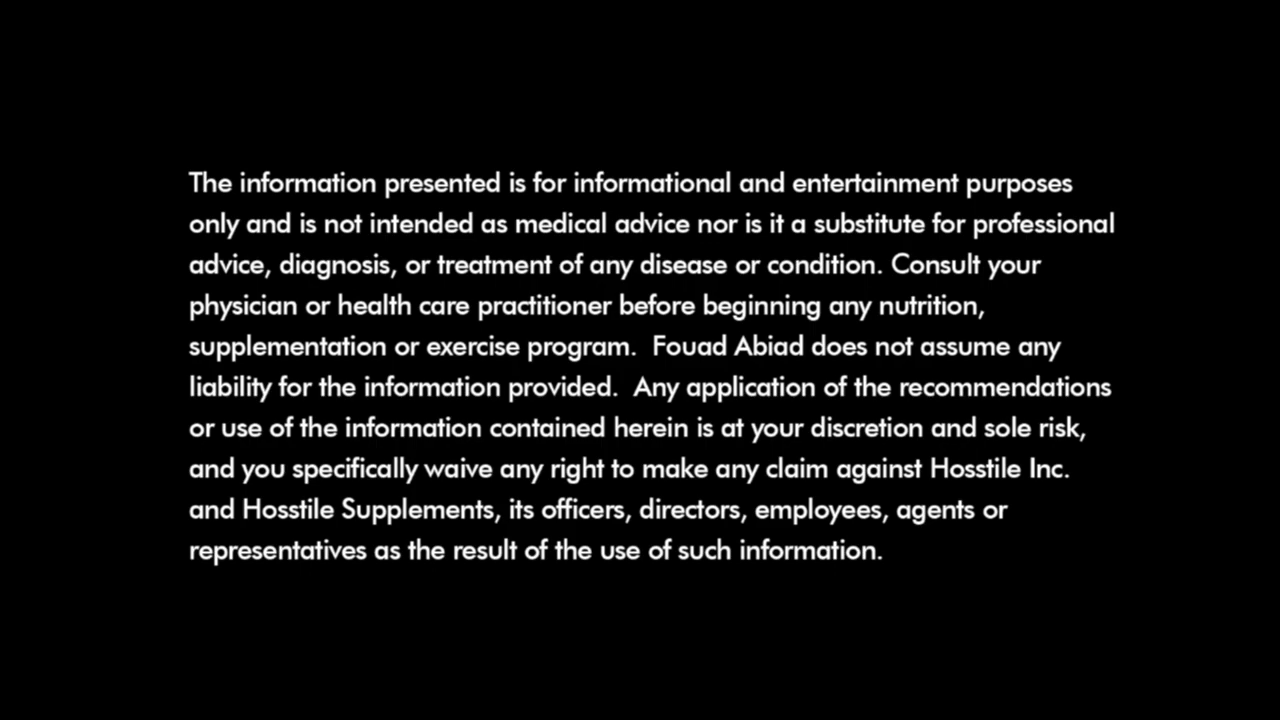 The information presented is for informational and entertainment purposes
only and is not intended as medical advice nor is it a substitute for professional
advice, diagnosis, or treatment of any disease or condition. Consult your
physician or health care practitioner before beginning any nutrition,
supplementation or exercise program.  Fouad Abiad does not assume any
liability for the information provided.  Any application of the recommendations
or use of the information contained herein is at your discretion and sole risk,
and you specifically waive any right to make any claim against Hosstile Inc.
and Hosstile Supplements, its officers, directors, employees, agents or
representatives as the result of the use of such information.